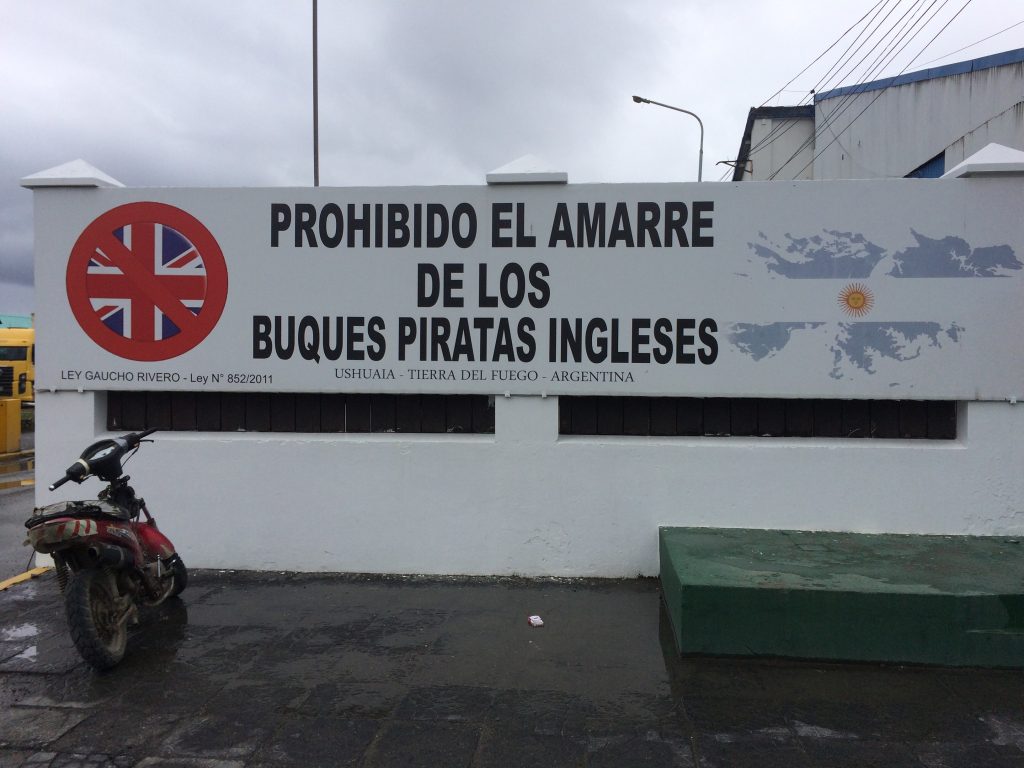 PROHIBIDO EL AMARRE
DE LOS
BUQUES PIRATAS INGLESES
USHUAIA - TIERRA DEL FUEGO - ARGENTINA
LEY GAUCHO RIVERO - Ley N° 852/2011